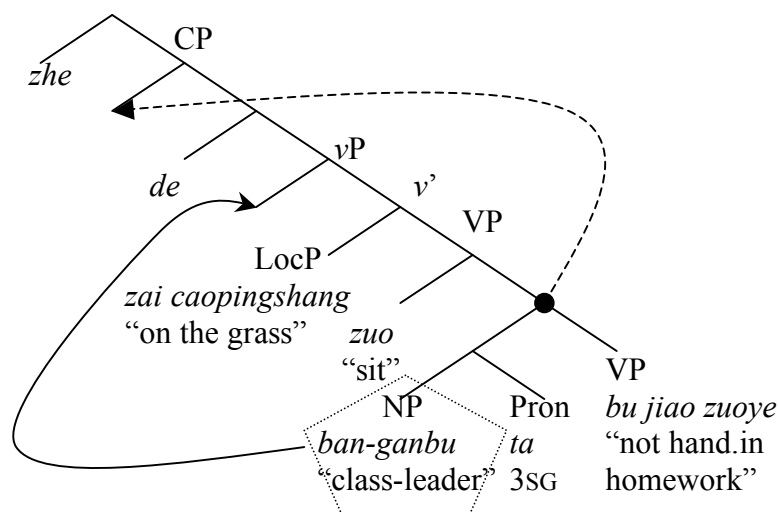 CP
zhe
vP
de
v’
VP
LocP
zai caopingshang
“on the grass”
zuo
“sit”
NP
ban-ganbu
“class-leader”
Pron
ta
3SG
VP
bu jiao zuoye
“not hand.in
homework”